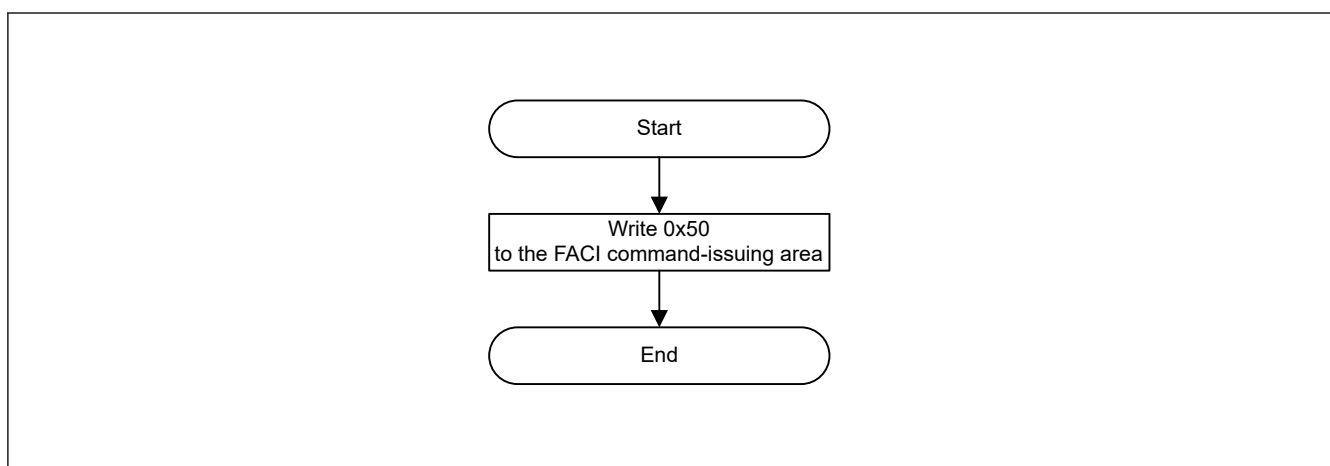 Start
Write 0x50
to the FACI command-issuing area
End